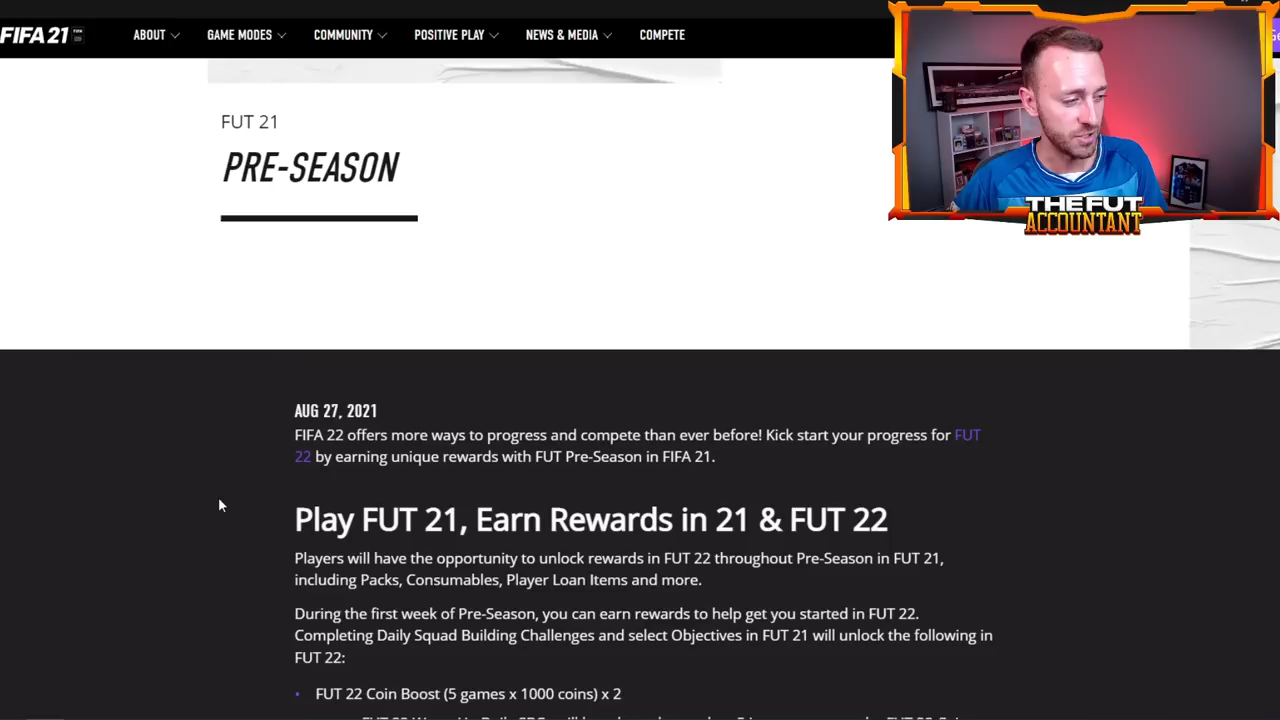 FIFA 21
ABOUT
GAME MODES
COMMUNITY
POSITIVE PLAY
NEWS & MEDIA
COMPETE
THE FUT
ACCOUNTANT
FUT 21
PRE-SEASON
AUG 27, 2021
FIFA 22 offers more ways to progress and compete than ever before! Kick start your progress for FUT
22 by earning unique rewards with FUT Pre-Season in FIFA 21.
Play FUT 21, Earn Rewards in 21 & FUT 22
Players will have the opportunity to unlock rewards in FUT 22 throughout Pre-Season in FUT 21,
including Packs, Consumables, Player Loan Items and more.
During the first week of Pre-Season, you can earn rewards to help get you started in FUT 22.
Completing Daily Squad Building Challenges and select Objectives in FUT 21 will unlock the following in
FUT 22:
• FUT 22 Coin Boost (5 games x 1000 coins) x 2